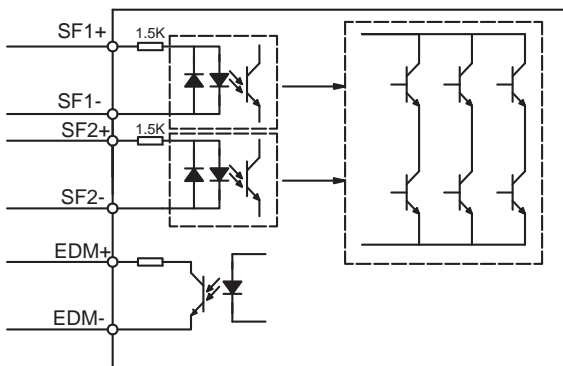 SF1+
1.5K
SF1-
SF2+
1.5K
SF2-
EDM+
EDM-